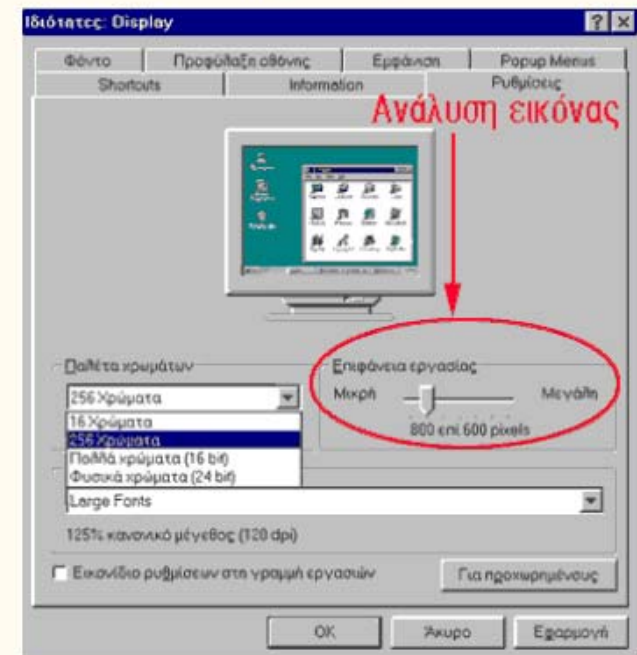 Ιδιότητες: Display
Φόντο Προφύλαξη οθόνης Εμφάνιση Popup Menus
Shortcuts Information Ρυθμίσεις
Ανάλυση εικόνας
Παλέτα χρωμάτων
256 Χρώματα
16 Χρώματα
256 Χρώματα
Πολλά χρώματα (16 bit)
Φυσικά χρώματα (24 bit)
Επιφάνεια εργασίας
Μικρή Μεγάλη
800 επί 600 pixels
Large Fonts
125% κανονικό μέγεθος (120 dpi)
Εικονίδιο ρυθμίσεων στη γραμμή εργασιών
Για προχωρημένους
OK Άκυρο Εφαρμογή